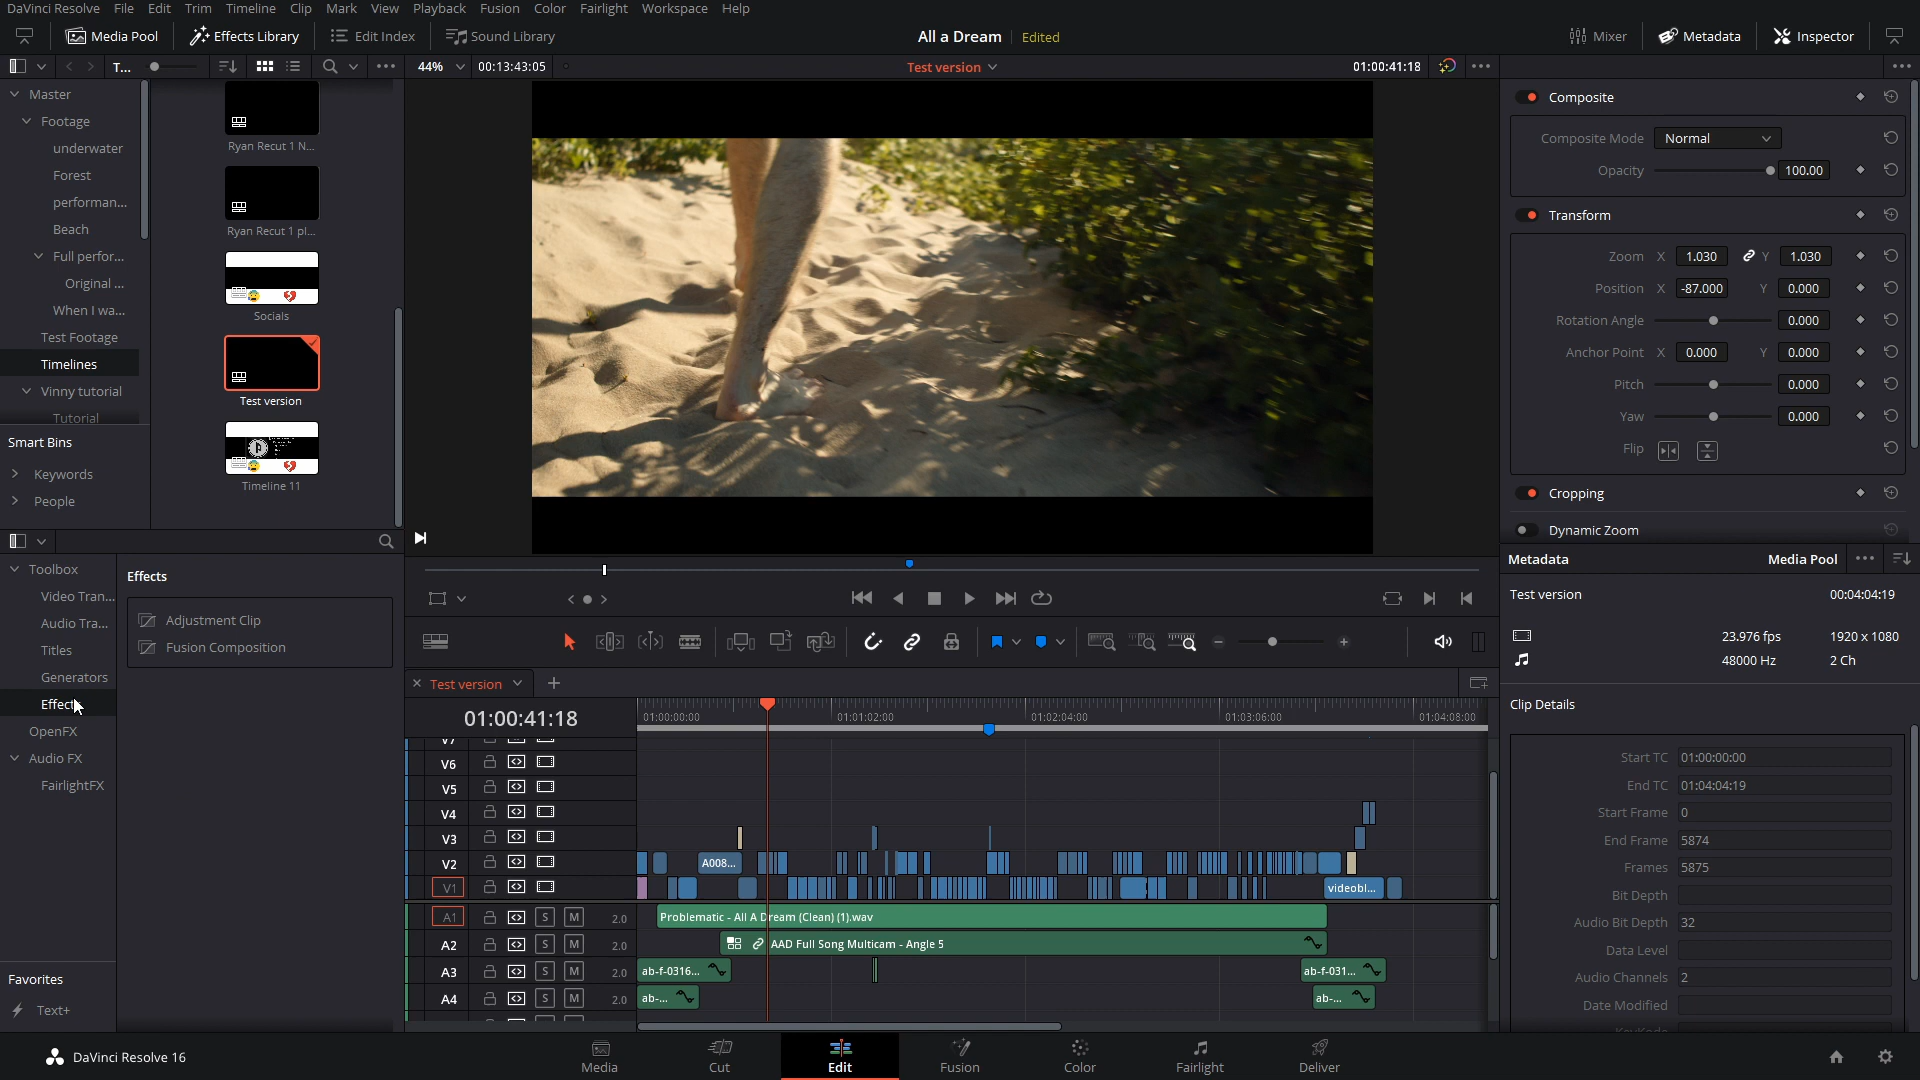 DaVinci Resolve File Edit Trim Timeline Clip Mark View Playback Fusion Color Fairlight Workspace Help
Media Pool Effects Library Edit Index Sound Library
All a Dream Edited
Mixer Metadata Inspector
T...
44% 00:13:43:05
Test version
01:00:41:18
Master
Footage
underwater
Forest
performan...
Beach
Full perfor...
Original ...
When I wa...
Test Footage
Timelines
Vinny tutorial
Tutorial
Smart Bins
Keywords
People
Ryan Recut 1 N...
Ryan Recut 1 pl...
Socials
Test version
Timeline 11
Composite
Composite Mode Normal
Opacity 100.00
Transform
Zoom X 1.030 Y 1.030
Position X -87.000 Y 0.000
Rotation Angle 0.000
Anchor Point X 0.000 Y 0.000
Pitch 0.000
Yaw 0.000
Flip
Cropping
Dynamic Zoom
Toolbox
Video Tran...
Audio Tra...
Titles
Generators
Effects
OpenFX
Audio FX
FairlightFX
Favorites
Text+
Effects
Adjustment Clip
Fusion Composition
Test version
01:00:41:18
01:00:00:00 01:01:02:00 01:02:04:00 01:03:06:00 01:04:08:00
V7
V6
V5
V4
V3
V2 A008...
V1 videobl...
A1 S M 2.0 Problematic - All A Dream (Clean) (1).wav
A2 S M 2.0 AAD Full Song Multicam - Angle 5
A3 S M 2.0 ab-f-0316... ab-f-031...
A4 S M 2.0 ab-... ab-...
Metadata Media Pool
Test version 00:04:04:19
23.976 fps 1920 x 1080
48000 Hz 2 Ch
Clip Details
Start TC 01:00:00:00
End TC 01:04:04:19
Start Frame 0
End Frame 5874
Frames 5875
Bit Depth
Audio Bit Depth 32
Data Level
Audio Channels 2
Date Modified
KeyKode
DaVinci Resolve 16
Media Cut Edit Fusion Color Fairlight Deliver